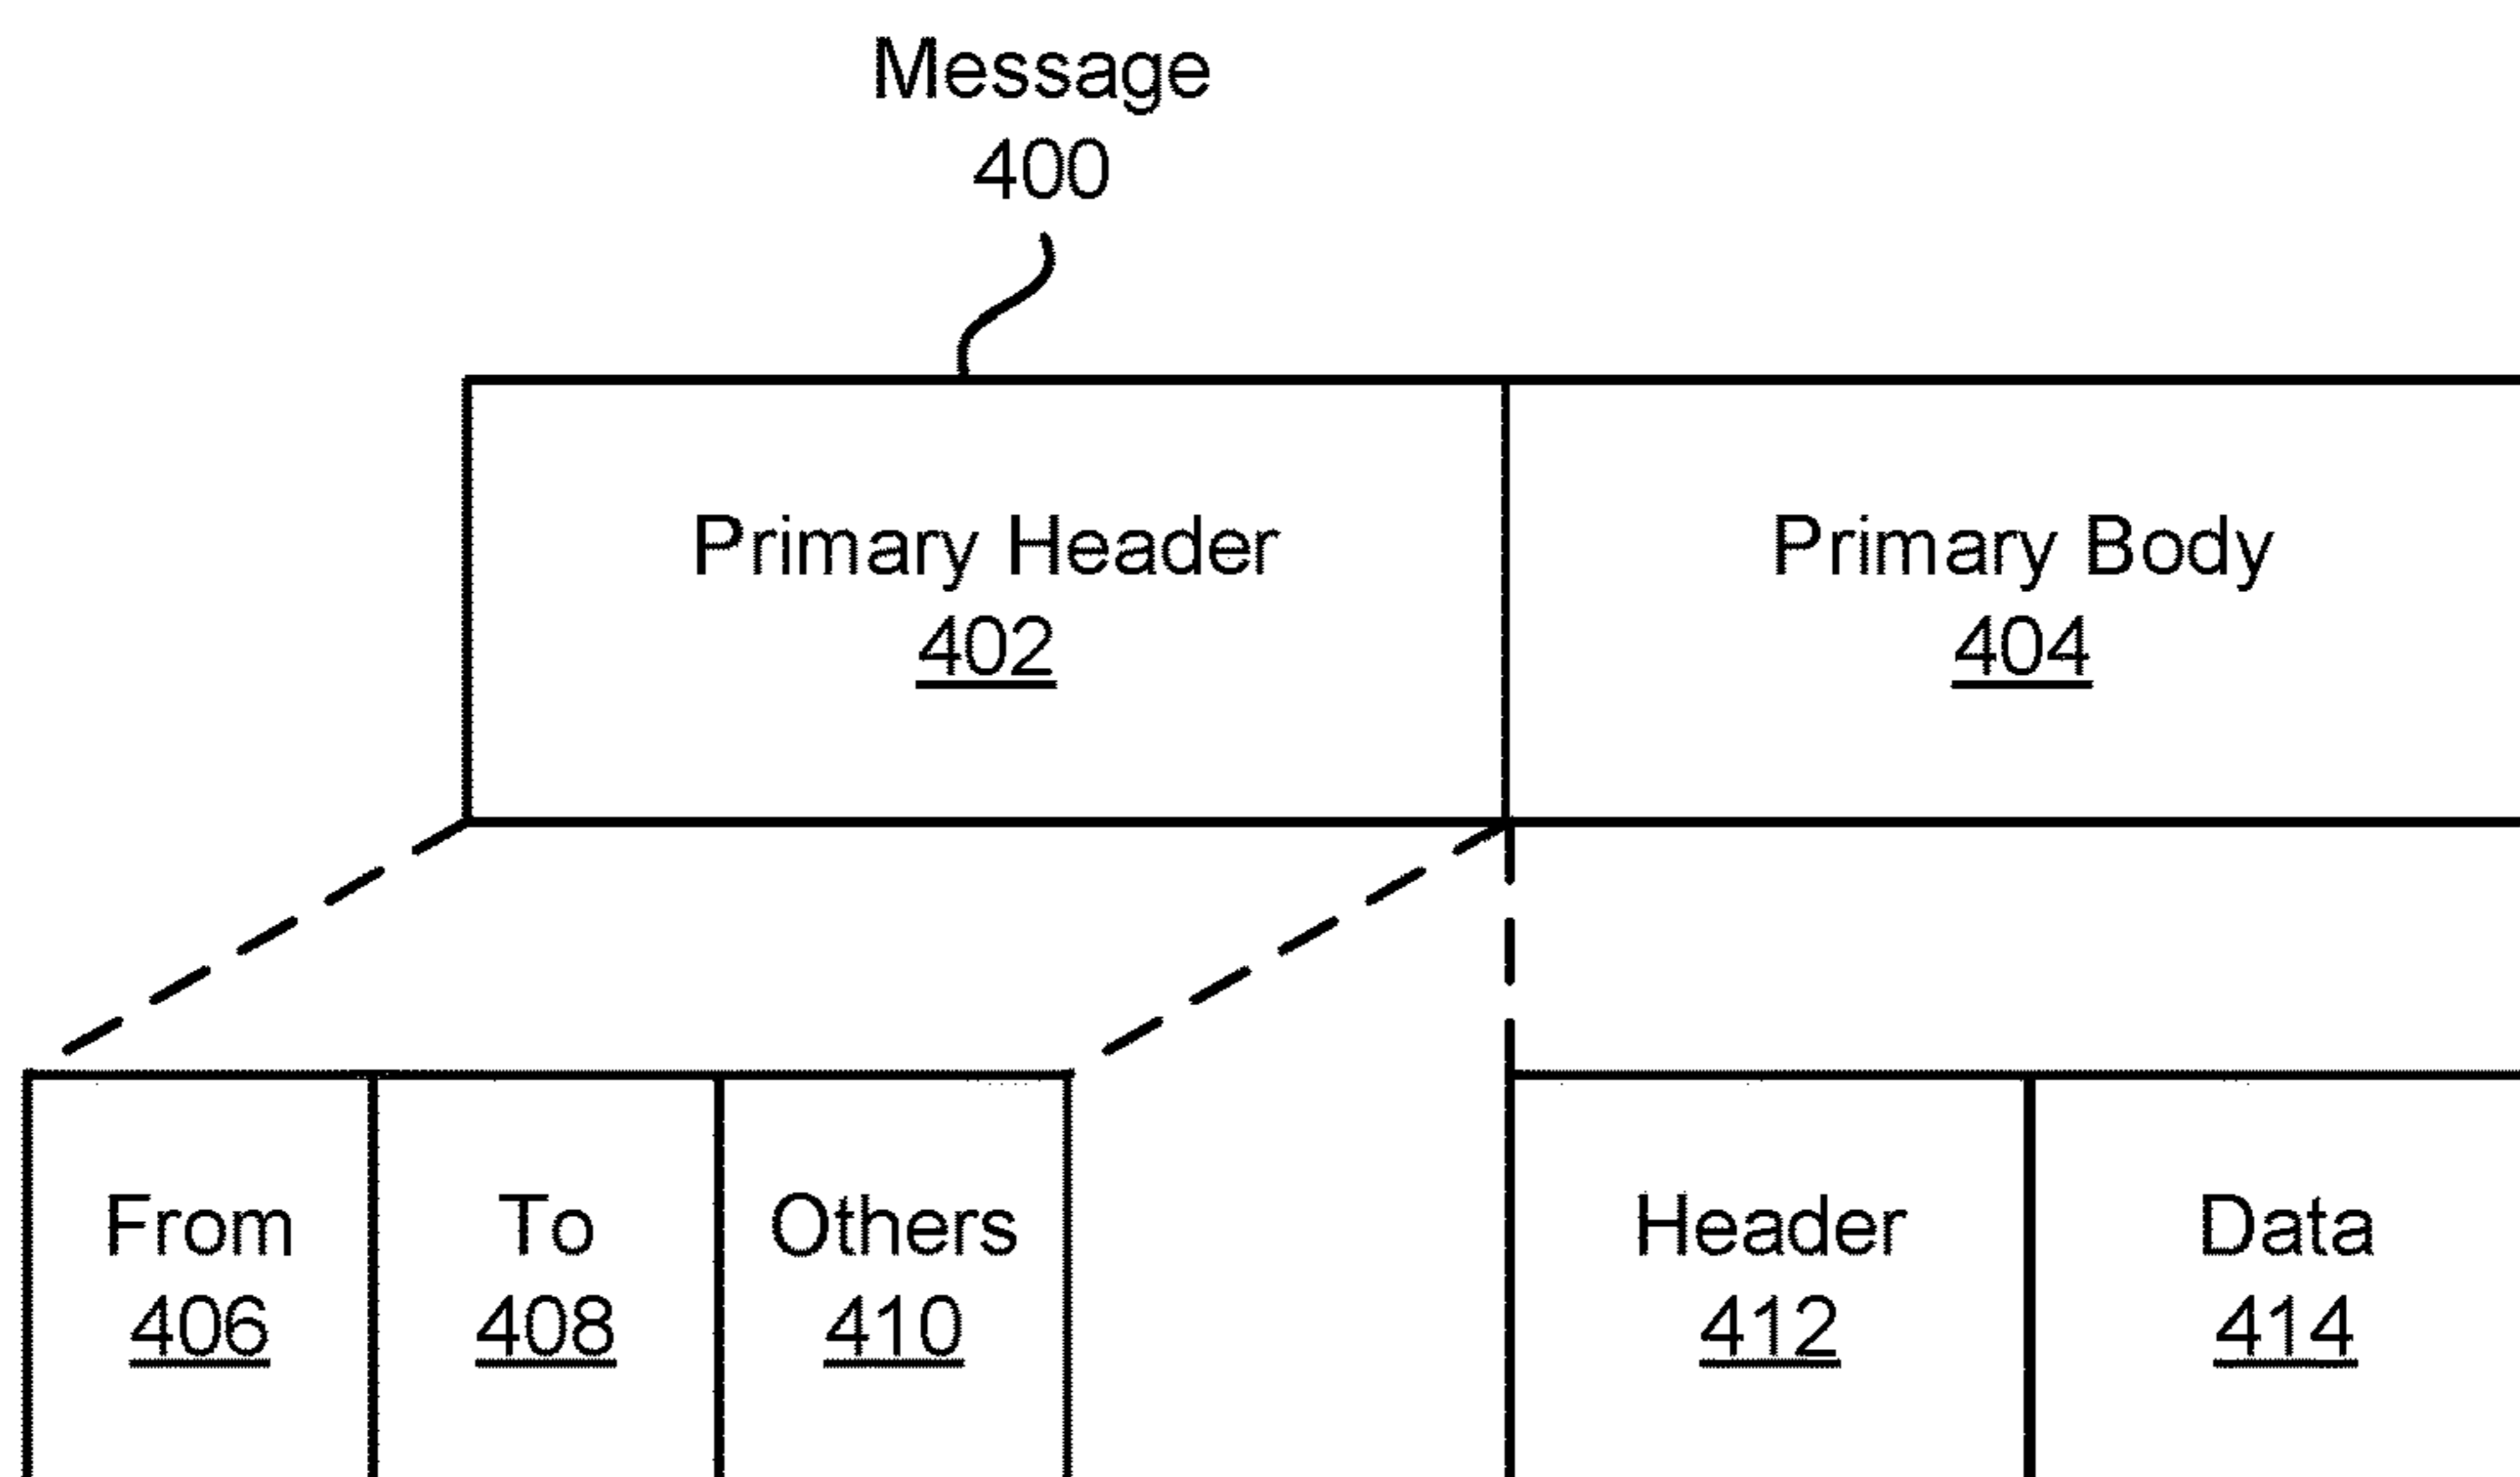 Message
400
Primary Header
402
Primary Body
404
From
406
To
408
Others
410
Header
412
Data
414